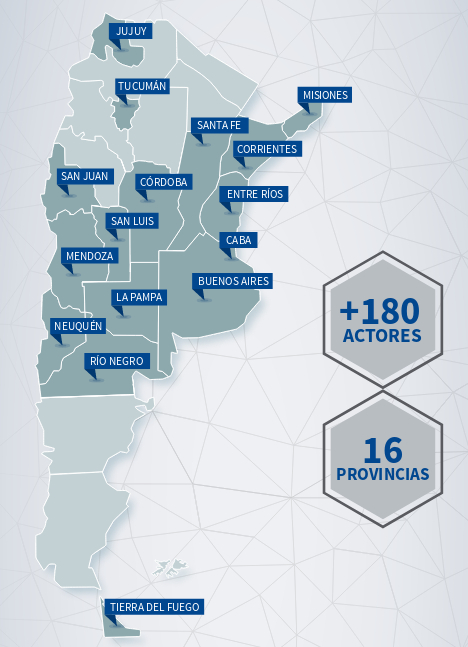 JUJUY
TUCUMÁN
MISIONES
SANTA FE
CORRIENTES
SAN JUAN
CÓRDOBA
ENTRE RÍOS
SAN LUIS
CABA
MENDOZA
BUENOS AIRES
LA PAMPA
+180
ACTORES
NEUQUÉN
RÍO NEGRO
16
PROVINCIAS
TIERRA DEL FUEGO